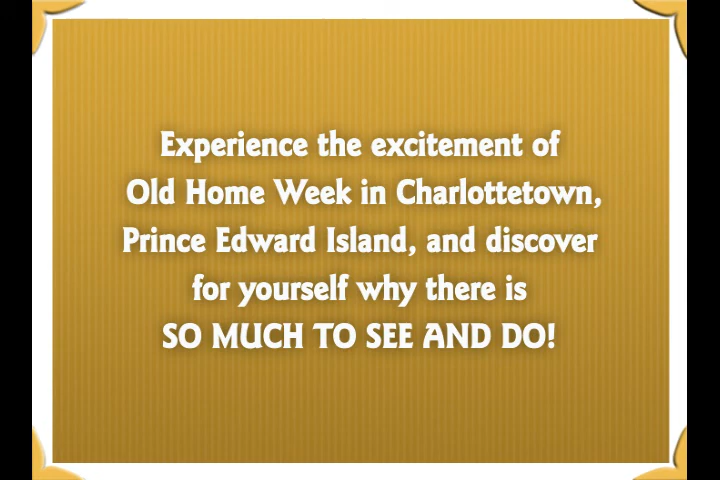 Experience the excitement of
Old Home Week in Charlottetown,
Prince Edward Island, and discover
for yourself why there is
SO MUCH TO SEE AND DO!